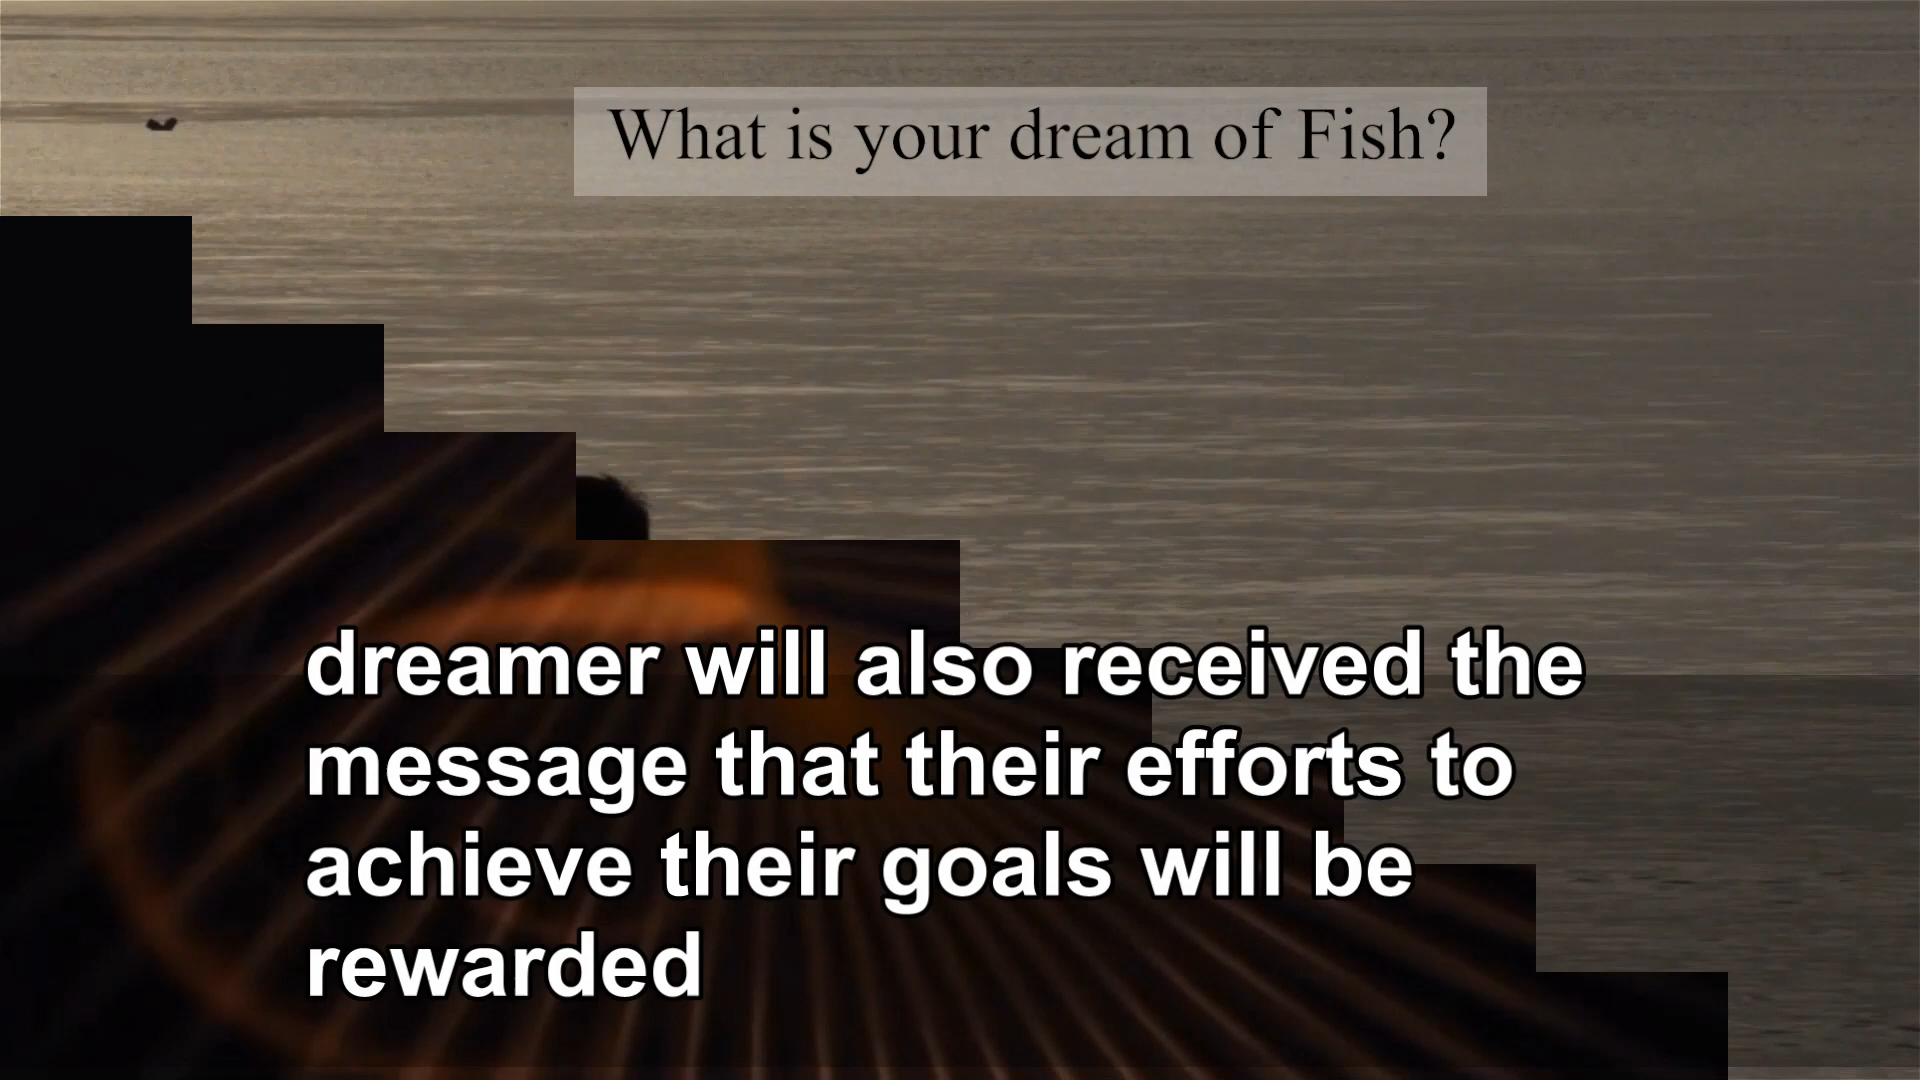 What is your dream of Fish?
dreamer will also received the
message that their efforts to
achieve their goals will be
rewarded